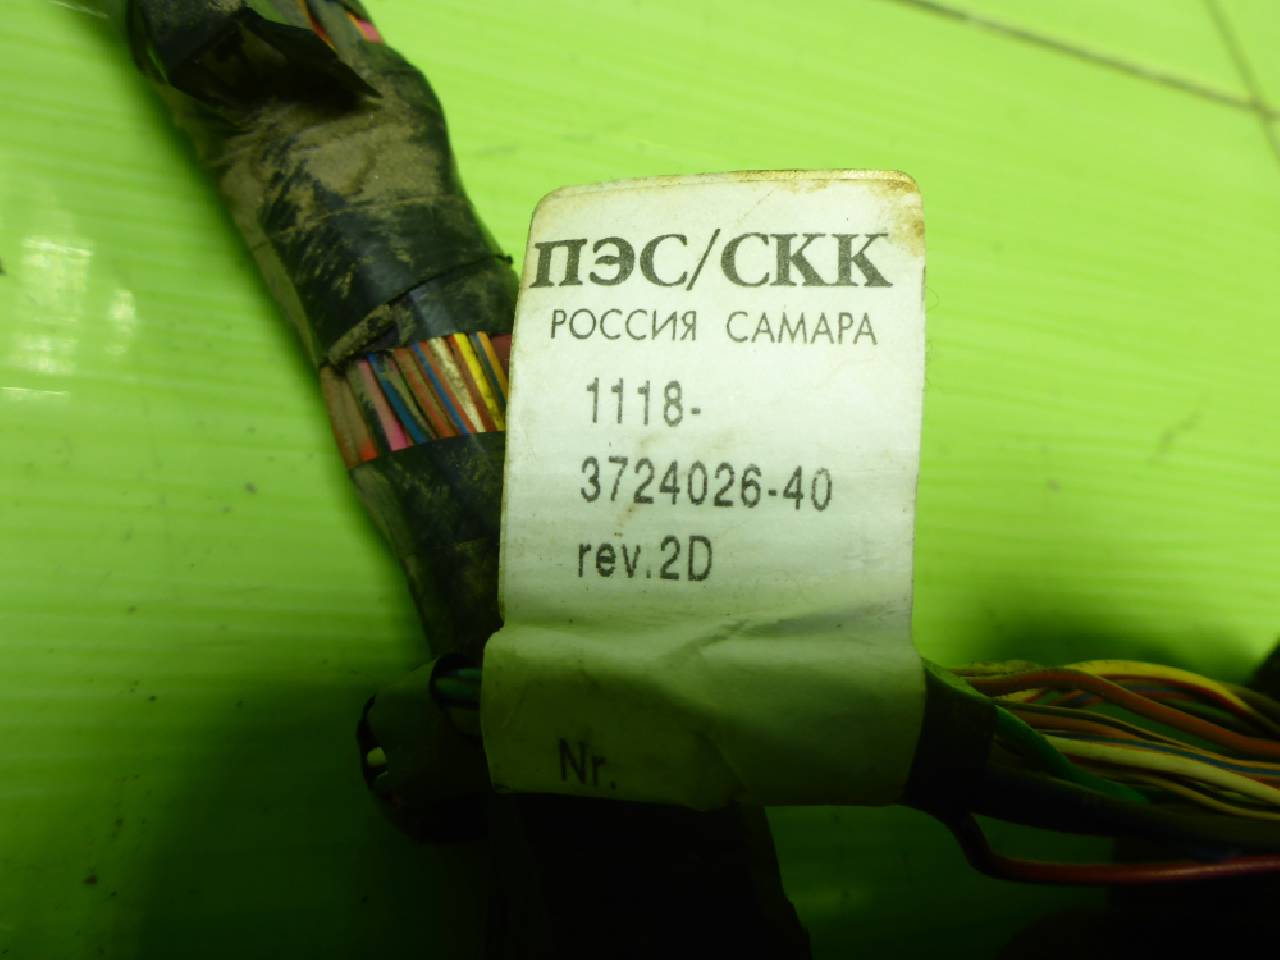 ПЭС/СКК
РОССИЯ САМАРА
1118-
3724026-40
rev.2D
Nr.